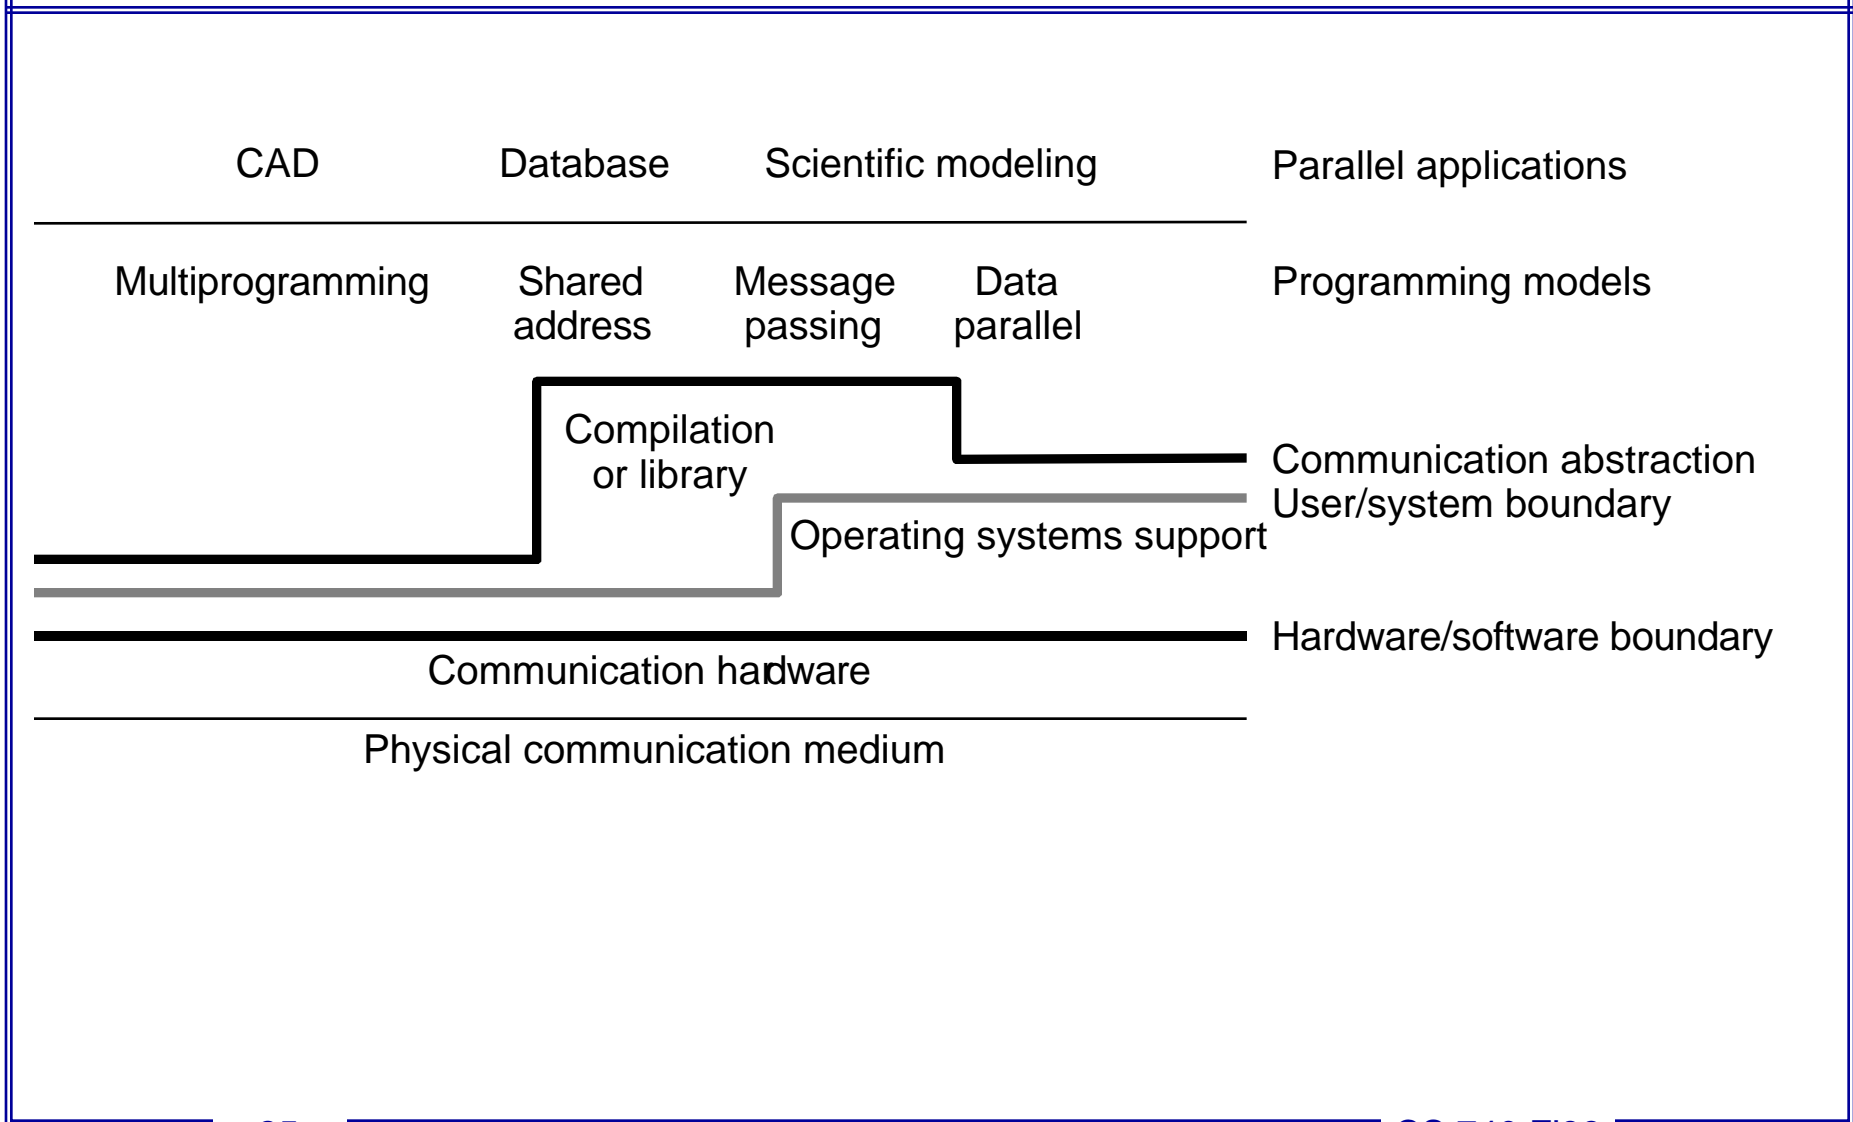 CAD Database Scientific modeling Parallel applications
Multiprogramming Shared address Message passing Data parallel Programming models
Compilation
or library
Communication abstraction
User/system boundary
Operating systems support
Hardware/software boundary
Communication hardware
Physical communication medium